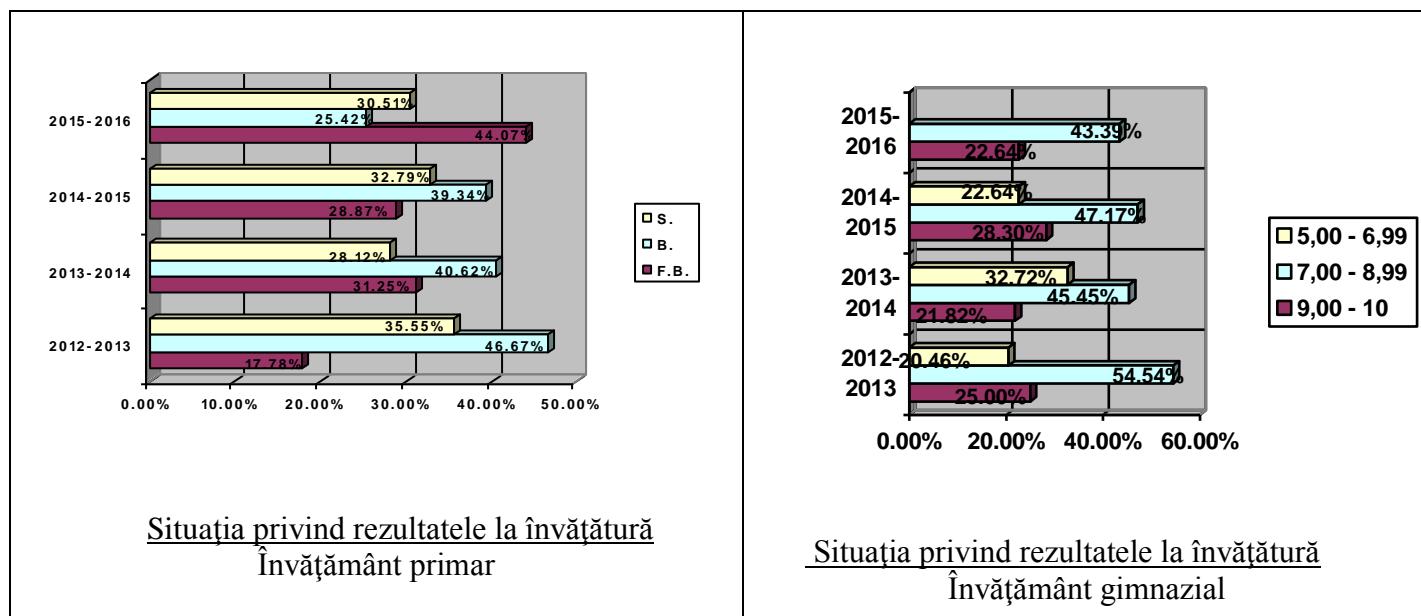 2015-2016
30.51%
25.42%
44.07%
2014-2015
32.79%
39.34%
28.87%
2013-2014
28.12%
40.62%
31.25%
2012-2013
35.55%
46.67%
17.78%
0.00% 10.00% 20.00% 30.00% 40.00% 50.00%
S.
B.
F.B.
Situaţia privind rezultatele la învăţătură
Învăţământ primar
2015-
2016
43.39%
22.64%
2014-
2015
22.64%
47.17%
28.30%
2013-
2014
32.72%
45.45%
21.82%
2012-
2013
20.46%
54.54%
25.00%
0.00% 20.00% 40.00% 60.00%
5,00 - 6,99
7,00 - 8,99
9,00 - 10
Situaţia privind rezultatele la învăţătură
Învăţământ gimnazial